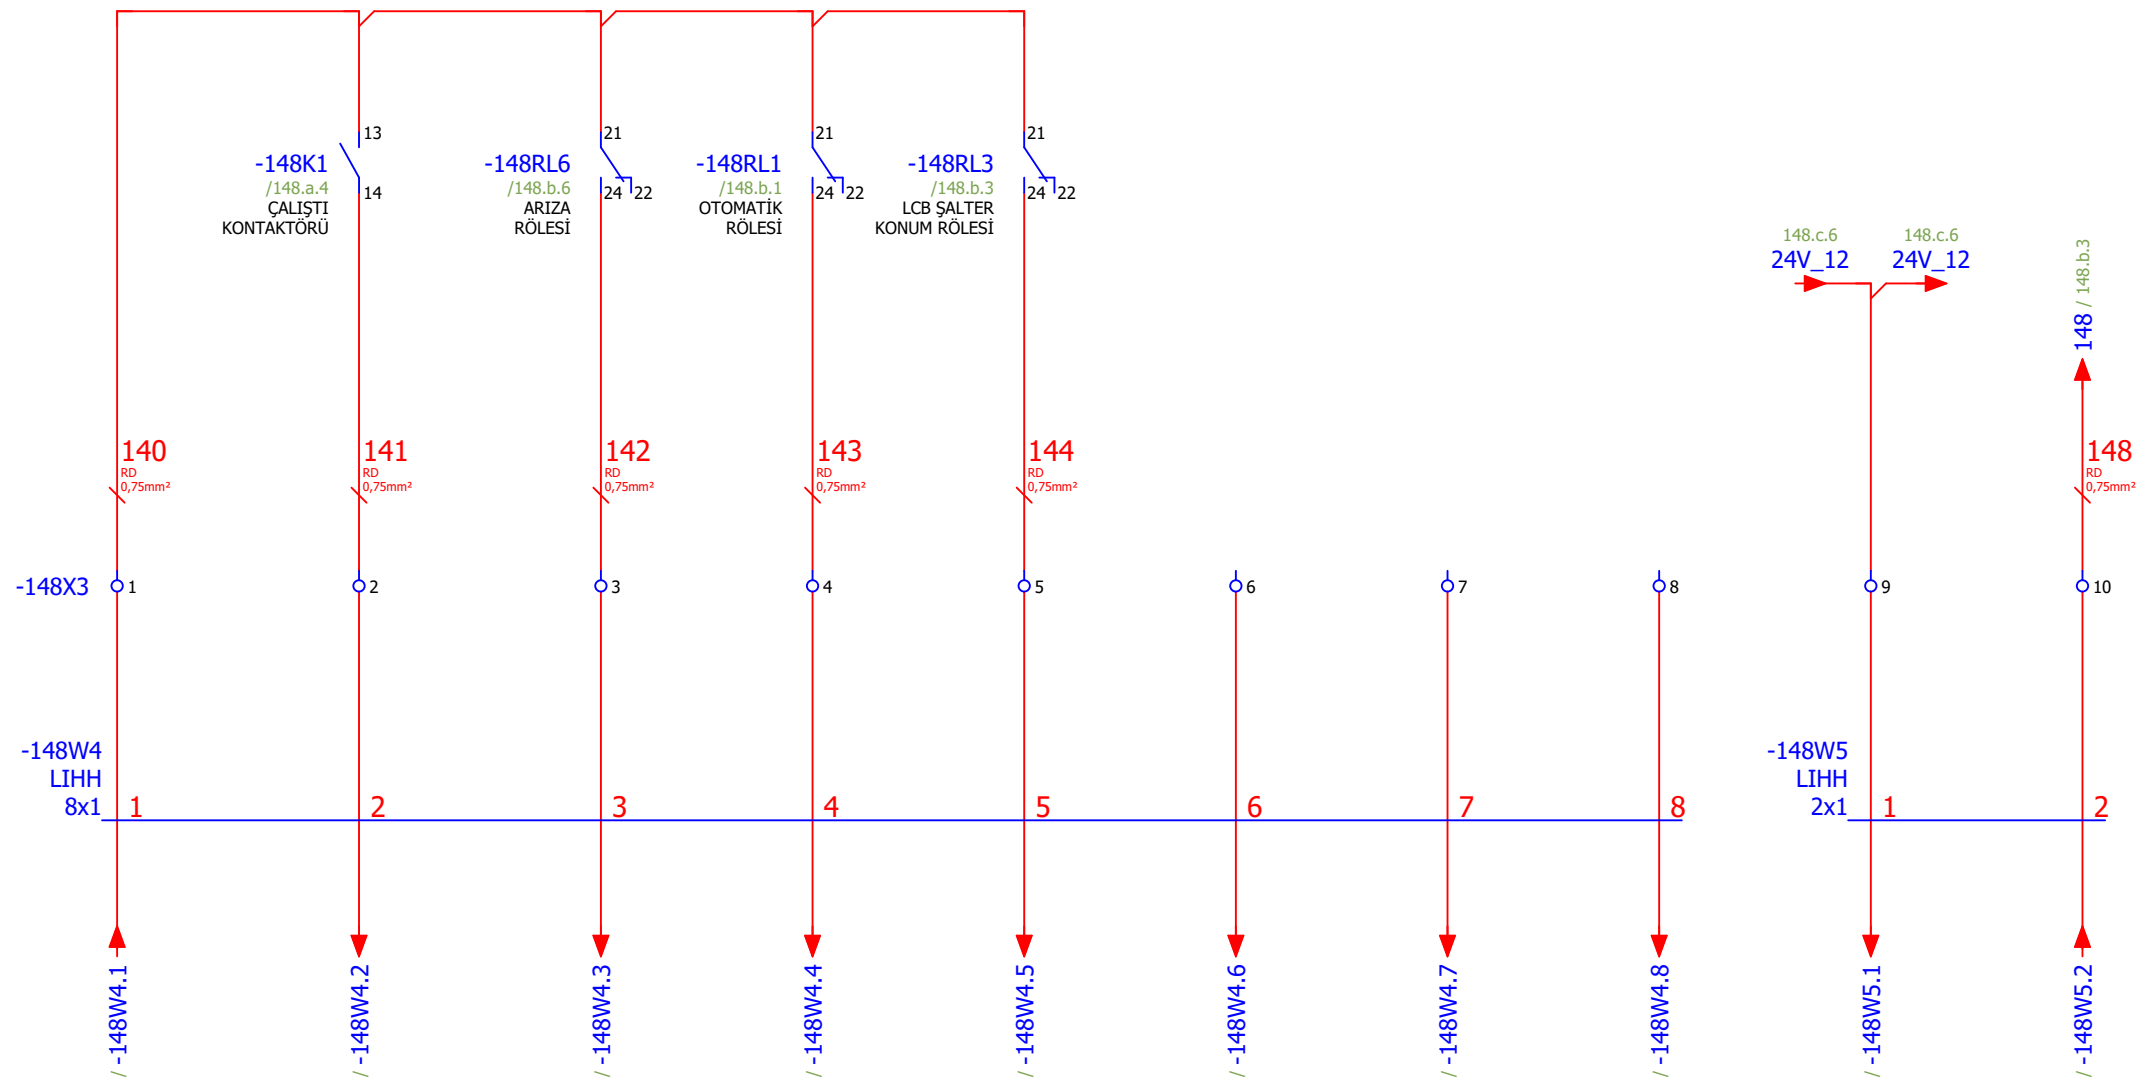 13
21
21
21
-148K1
-148RL6
-148RL1
-148RL3
/148.a.4
/148.b.6
/148.b.1
/148.b.3
14
24 22
24 22
24 22
ÇALIŞTI
KONTAKTÖRÜ
ARIZA
RÖLESİ
OTOMATİK
RÖLESİ
LCB ŞALTER
KONUM RÖLESİ
148.c.6
148.c.6
24V_12
24V_12
148 / 148.b.3
140
RD
0,75mm²
141
RD
0,75mm²
142
RD
0,75mm²
143
RD
0,75mm²
144
RD
0,75mm²
148
RD
0,75mm²
-148X3
1
2
3
4
5
6
7
8
9
10
-148W4
LIHH
8x1
1
2
3
4
5
6
7
8
-148W5
LIHH
2x1
1
2
/ -148W4.1
/ -148W4.2
/ -148W4.3
/ -148W4.4
/ -148W4.5
/ -148W4.6
/ -148W4.7
/ -148W4.8
/ -148W5.1
/ -148W5.2